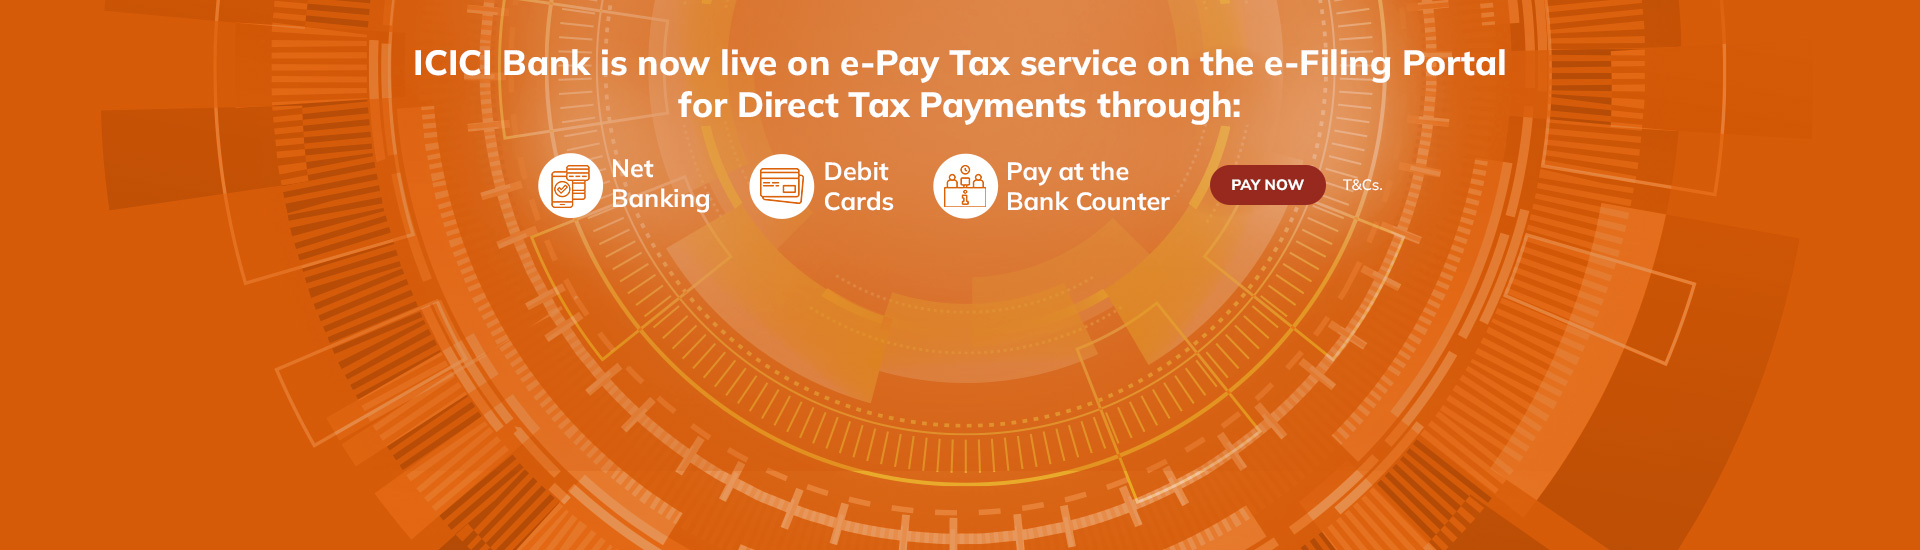 ICICI Bank is now live on e-Pay Tax service on the e-Filing Portal
for Direct Tax Payments through:
Net
Banking
Debit
Cards
Pay at the
Bank Counter
PAY NOW
T&Cs.